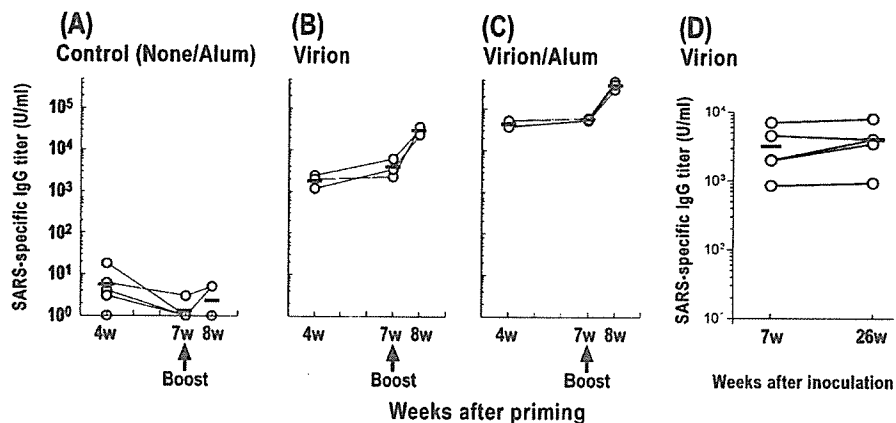 (A)
Control (None/Alum)
(B)
Virion
(C)
Virion/Alum
(D)
Virion
SARS-specific IgG titer (U/ml)
10⁵
10⁴
10³
10²
10¹
10⁰
4w
7w
8w
Boost
4w
7w
8w
Boost
4w
7w
8w
Boost
Weeks after priming
SARS-specific IgG titer (U/ml)
10⁴
10³
10²
7w
26w
Weeks after inoculation